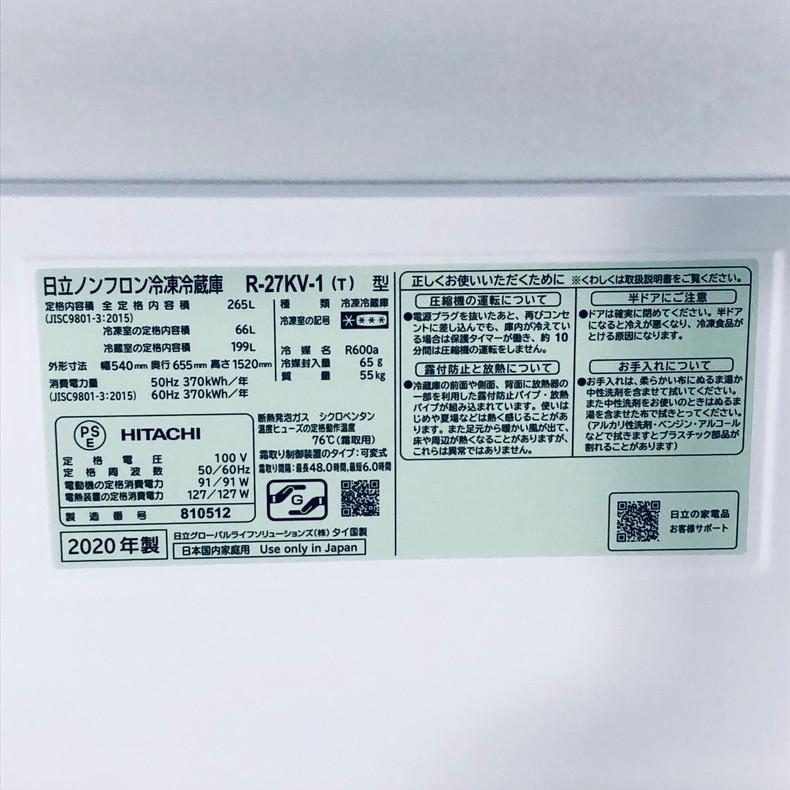 日立ノンフロン冷凍冷蔵庫 R-27KV-1 (T) 型
定格内容積 全定格内容積 265L
(JISC9801-3:2015)
冷凍室の定格内容積 66L
冷蔵室の定格内容積 199L
外形寸法 幅540mm奥行655mm高さ1520mm
消費電力量 50Hz 370kWh/年
(JISC9801-3:2015) 60Hz 370kWh/年
種類 冷凍冷蔵庫
冷凍室の記号 ****
冷媒名 R600a
冷媒封入量 65g
質量 55kg
PSE HITACHI
定格電圧 100V
定格周波数 50/60Hz
電動機の定格消費電力 91/91W
電熱装置の定格消費電力 127/127W
製造番号 810512
断熱発泡ガス シクロペンタン
温度ヒューズの定格動作温度
76℃(霜取用)
霜取り制御装置のタイプ:可変式
霜取り間隔:最長48.0時間,最短6.0時間
G
2020年製
日立グローバルライフソリューションズ(株) タイ国製
日本国内家庭用 Use only in Japan
正しくお使いいただくために ※くわしくは取扱説明書をご覧ください。
圧縮機の運転について
●電源プラグを抜いたあと、再びコンセ
ントに差し込んでも、庫内が冷えてい
る場合は保護タイマーが働き、約10
分間は圧縮機の運転をしません。
露付防止と放熱について
●冷蔵庫の前面や側面、背面に放熱器の
一部を利用した露付防止パイプ・放熱
パイプが組み込まれています。使いは
じめや夏場などは熱く感じることがあ
ります。また足元から暖かい風が出て、
床や周辺が熱くなることがありますが、
これらは異常ではありません。
半ドアにご注意
●ドアは確実に閉めてください。半ドア
になると冷えが悪くなり、冷凍食品が
とける原因になります。
お手入れについて
●お手入れは、柔らかい布にぬるま湯か
中性洗剤を含ませて拭いてください。
また中性洗剤をお使いのときはぬるま
湯を含ませた布で拭きとってください。
(アルカリ性洗剤・ベンジン・アルコール
などで拭きますとプラスチック部品が
割れることがあります)
日立の家電品
お客様サポート